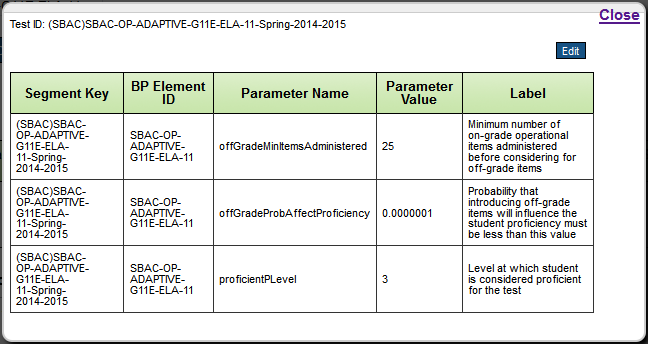 Close
Test ID: (SBAC)SBAC-OP-ADAPTIVE-G11E-ELA-11-Spring-2014-2015
Edit
Segment Key
BP Element
ID
Parameter Name
Parameter
Value
Label
(SBAC)SBAC-
OP-ADAPTIVE-
G11E-ELA-
11-Spring-
2014-2015
SBAC-OP-
ADAPTIVE-
G11E-ELA-11
offGradeMinItemsAdministered
25
Minimum number of
on-grade operational
items administered
before considering for
off-grade items
(SBAC)SBAC-
OP-ADAPTIVE-
G11E-ELA-
11-Spring-
2014-2015
SBAC-OP-
ADAPTIVE-
G11E-ELA-11
offGradeProbAffectProficiency
0.0000001
Probability that
introducing off-grade
items will influence the
student proficiency must
be less than this value
(SBAC)SBAC-
OP-ADAPTIVE-
G11E-ELA-
11-Spring-
2014-2015
SBAC-OP-
ADAPTIVE-
G11E-ELA-11
proficientPLevel
3
Level at which student
is considered proficient
for the test